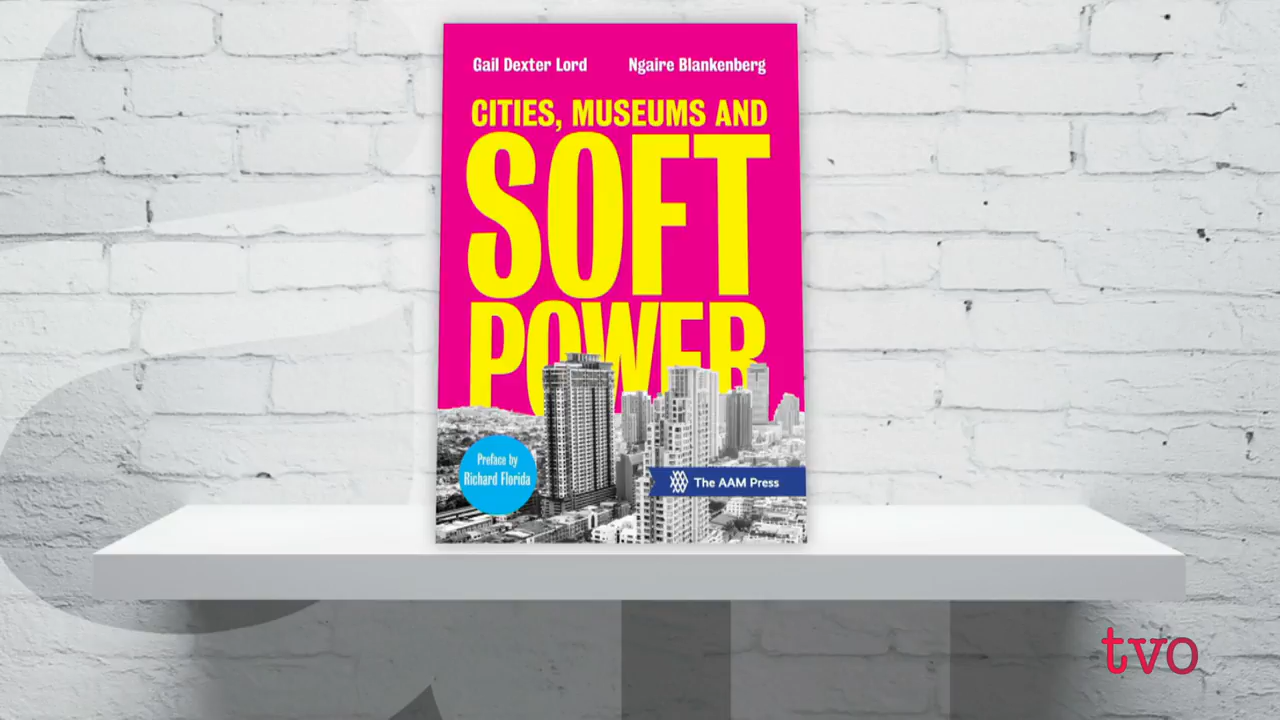 Gail Dexter Lord Ngaire Blankenberg
CITIES, MUSEUMS AND
SOFT
POWER
Preface by
Richard Florida
The AAM Press
tvo